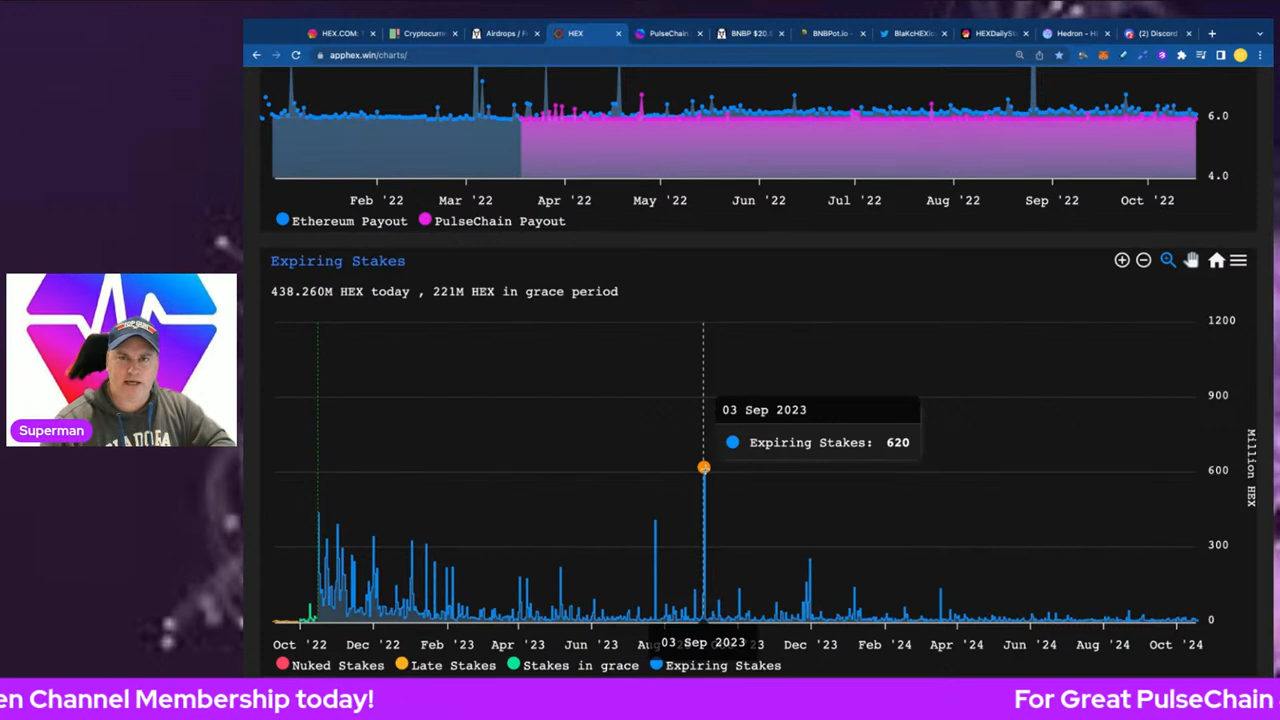 HEX.COM: T
Cryptocurre
Airdrops / F
HEX
PulseChain
BNBP $20,
BNBPot.io -
BlaKcHEXic
HEXDailySt
Hedron - H
(2) Discord
apphex.win/charts/
6.0
4.0
Feb '22 Mar '22 Apr '22 May '22 Jun '22 Jul '22 Aug '22 Sep '22 Oct '22
Ethereum Payout PulseChain Payout
Expiring Stakes
438.260M HEX today , 221M HEX in grace period
1200
03 Sep 2023
900
Expiring Stakes: 620
600
Million HEX
300
0
Superman
TOP GUN
Oct '22 Dec '22 Feb '23 Apr '23 Jun '23 Aug 03 Sep 2023 '23 Dec '23 Feb '24 Apr '24 Jun '24 Aug '24 Oct '24
Nuked Stakes Late Stakes Stakes in grace Expiring Stakes
en Channel Membership today! For Great PulseChain